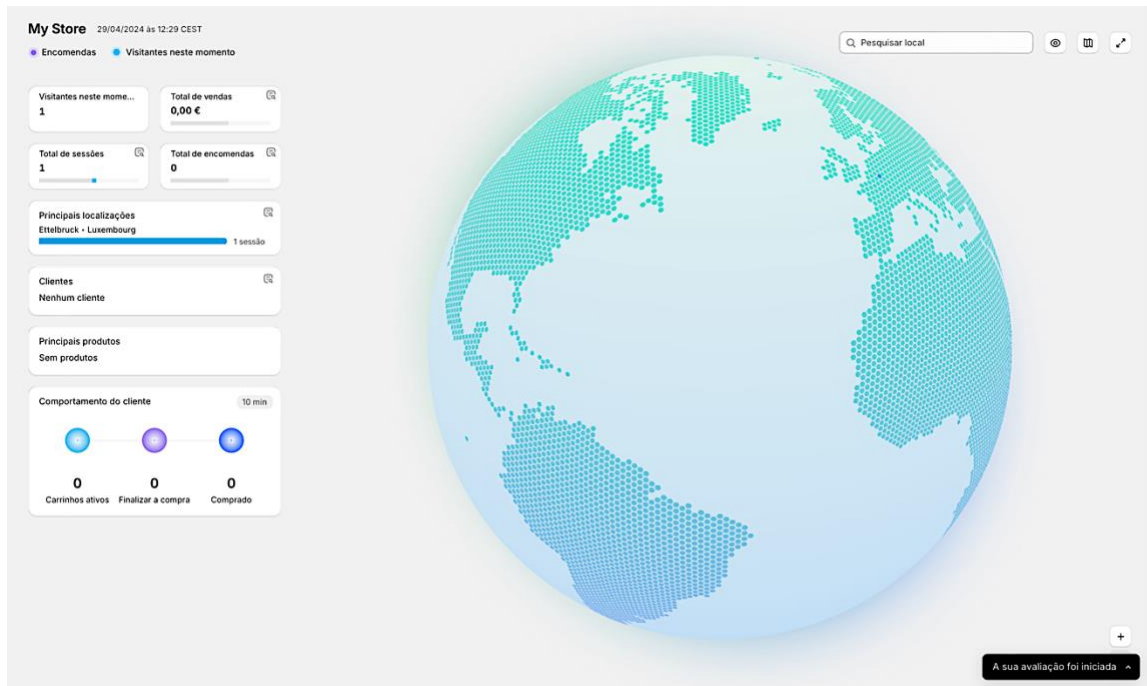 My Store 29/04/2024 às 12:29 CEST
Encomendas Visitantes neste momento
Pesquisar local
Visitantes neste mome...
1
Total de vendas
0,00 €
Total de sessões
1
Total de encomendas
0
Principais localizações
Ettelbruck • Luxembourg
1 sessão
Clientes
Nenhum cliente
Principais produtos
Sem produtos
Comportamento do cliente 10 min
0 0 0
Carrinhos ativos Finalizar a compra Comprado
+
A sua avaliação foi iniciada